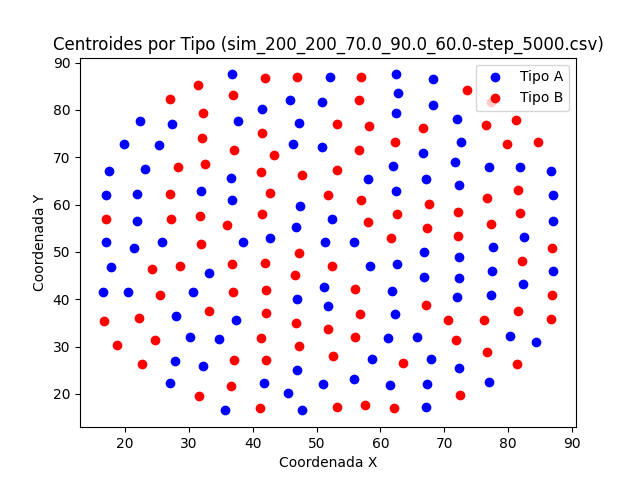 Centroides por Tipo (sim_200_200_70.0_90.0_60.0-step_5000.csv)
90
80
70
60
50
40
30
20
Coordenada Y
Tipo A
Tipo B
20 30 40 50 60 70 80 90
Coordenada X